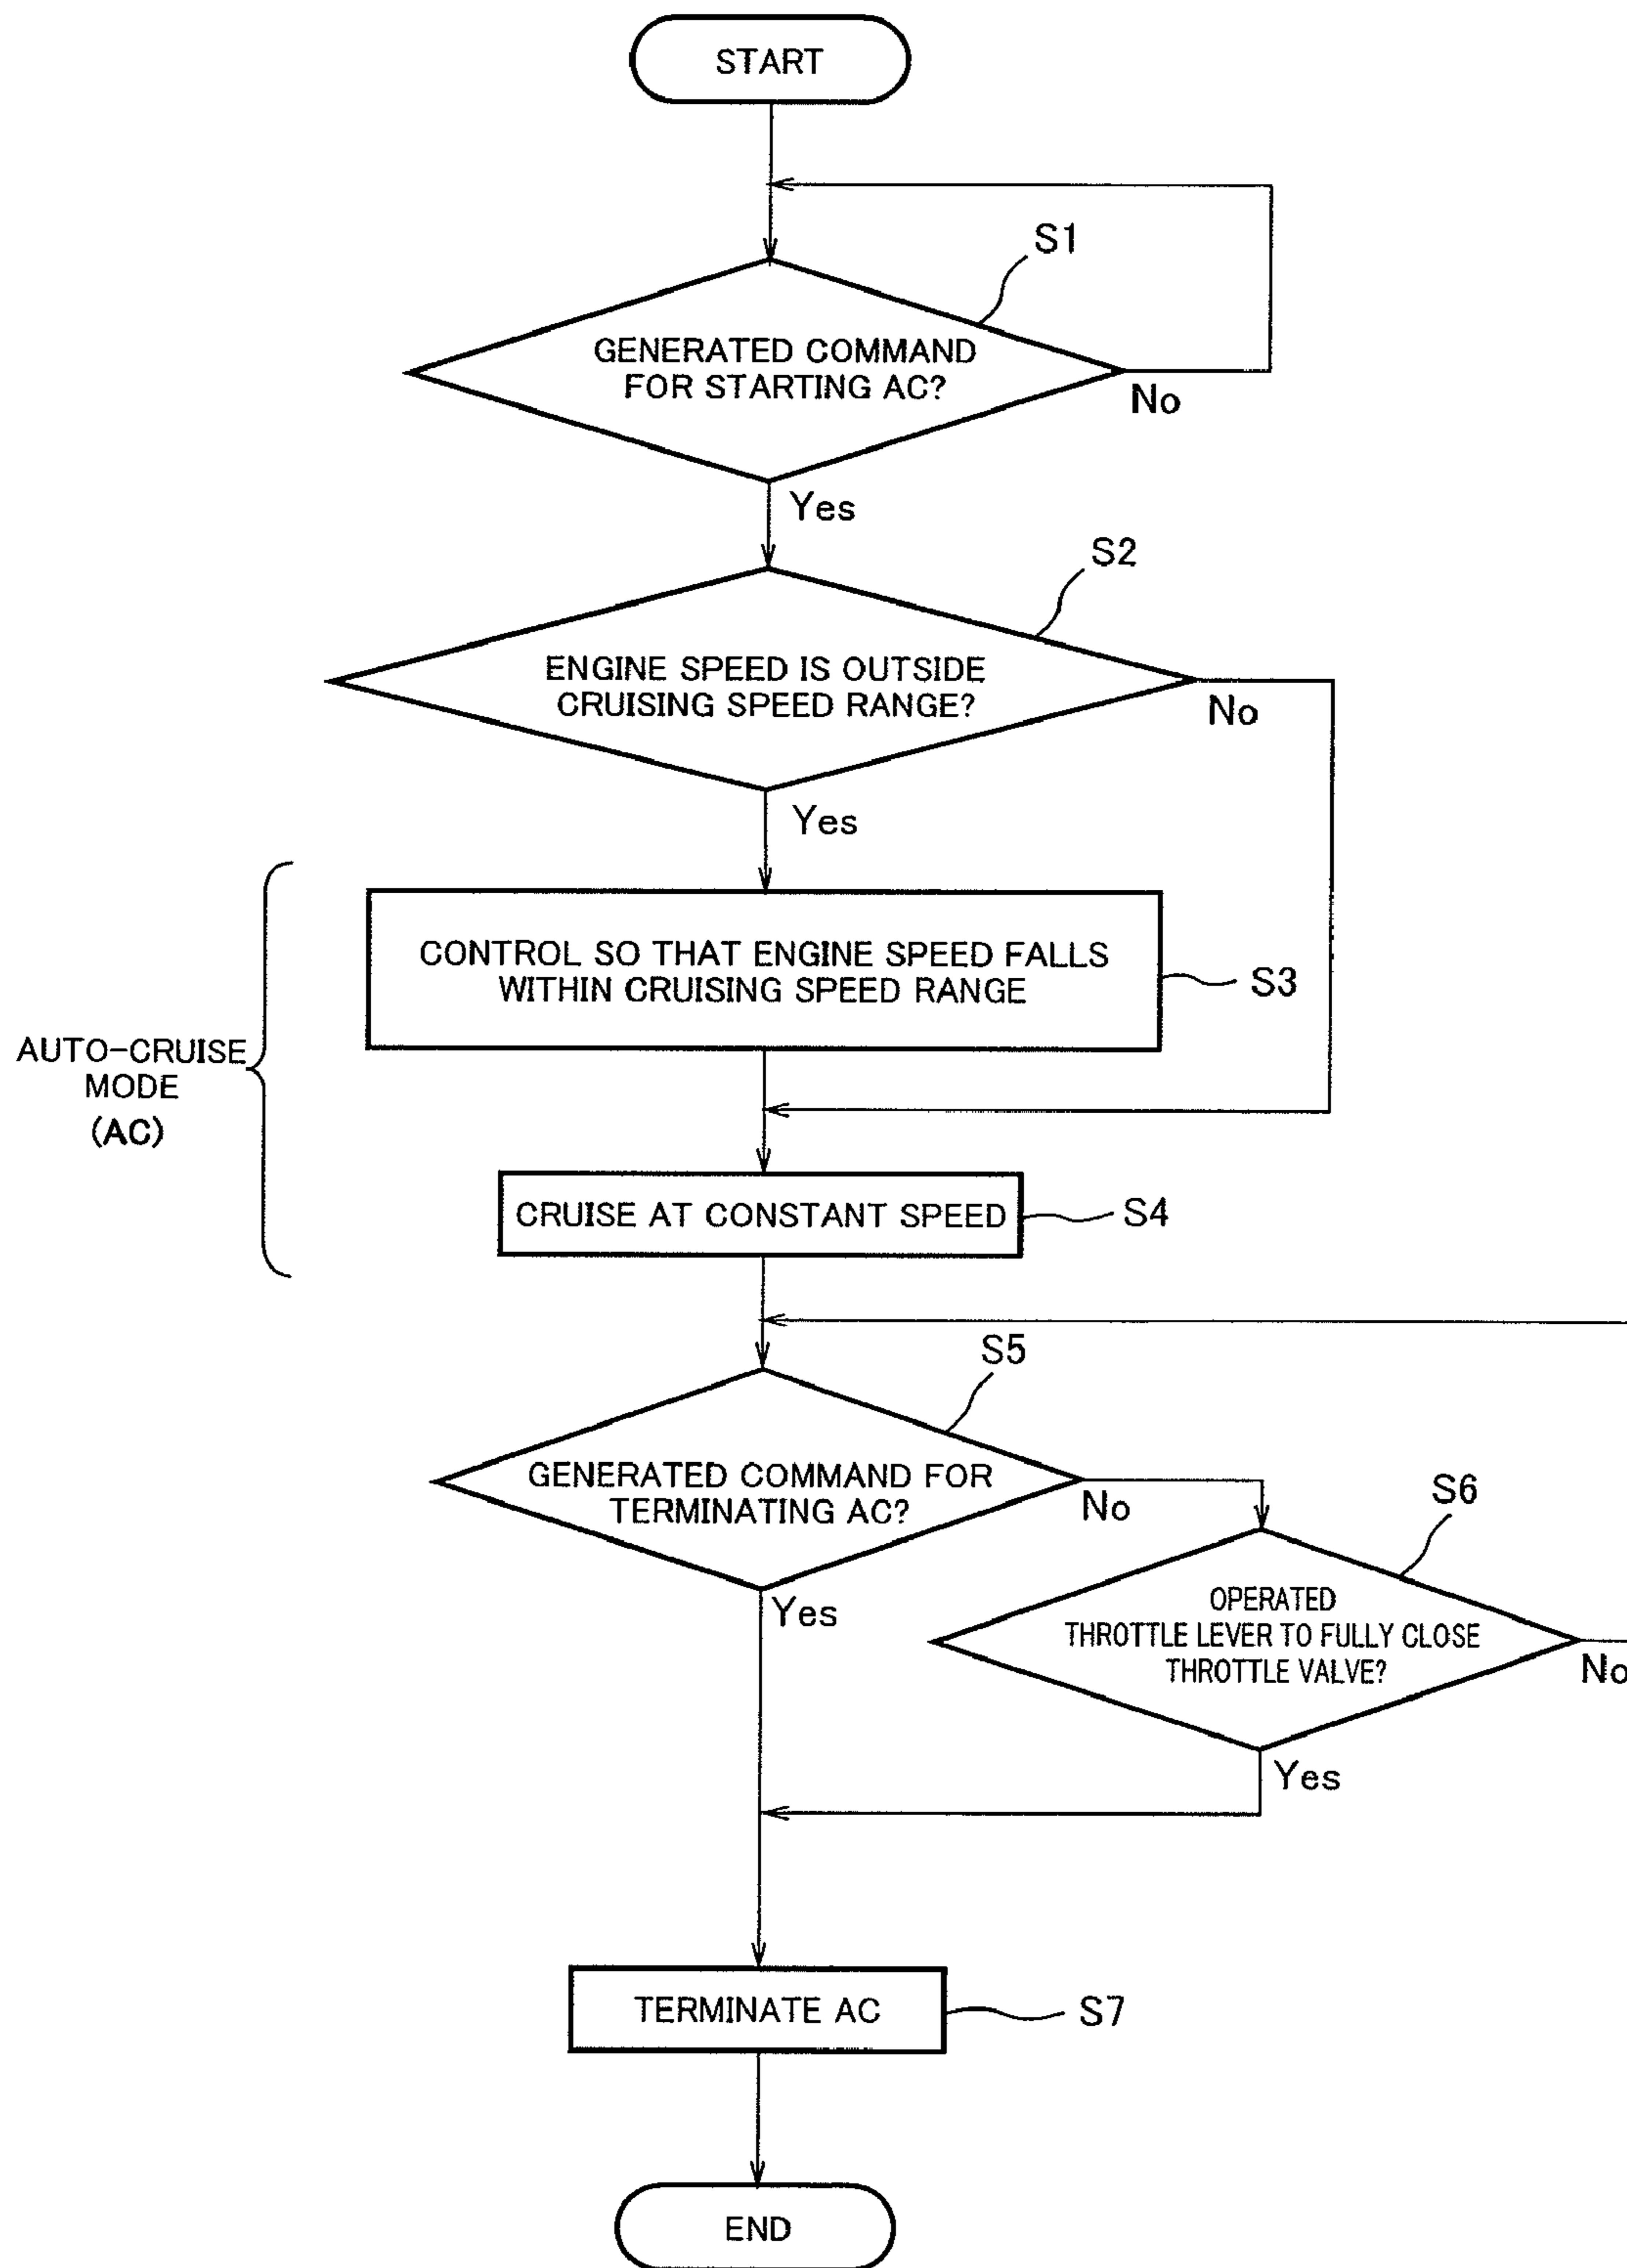 START
S1
GENERATED COMMAND
FOR STARTING AC?
No
Yes
S2
ENGINE SPEED IS OUTSIDE
CRUISING SPEED RANGE?
No
Yes
CONTROL SO THAT ENGINE SPEED FALLS
WITHIN CRUISING SPEED RANGE
S3
AUTO-CRUISE
MODE
(AC)
CRUISE AT CONSTANT SPEED
S4
S5
GENERATED COMMAND FOR
TERMINATING AC?
No
Yes
S6
OPERATED
THROTTLE LEVER TO FULLY CLOSE
THROTTLE VALVE?
No
Yes
TERMINATE AC
S7
END